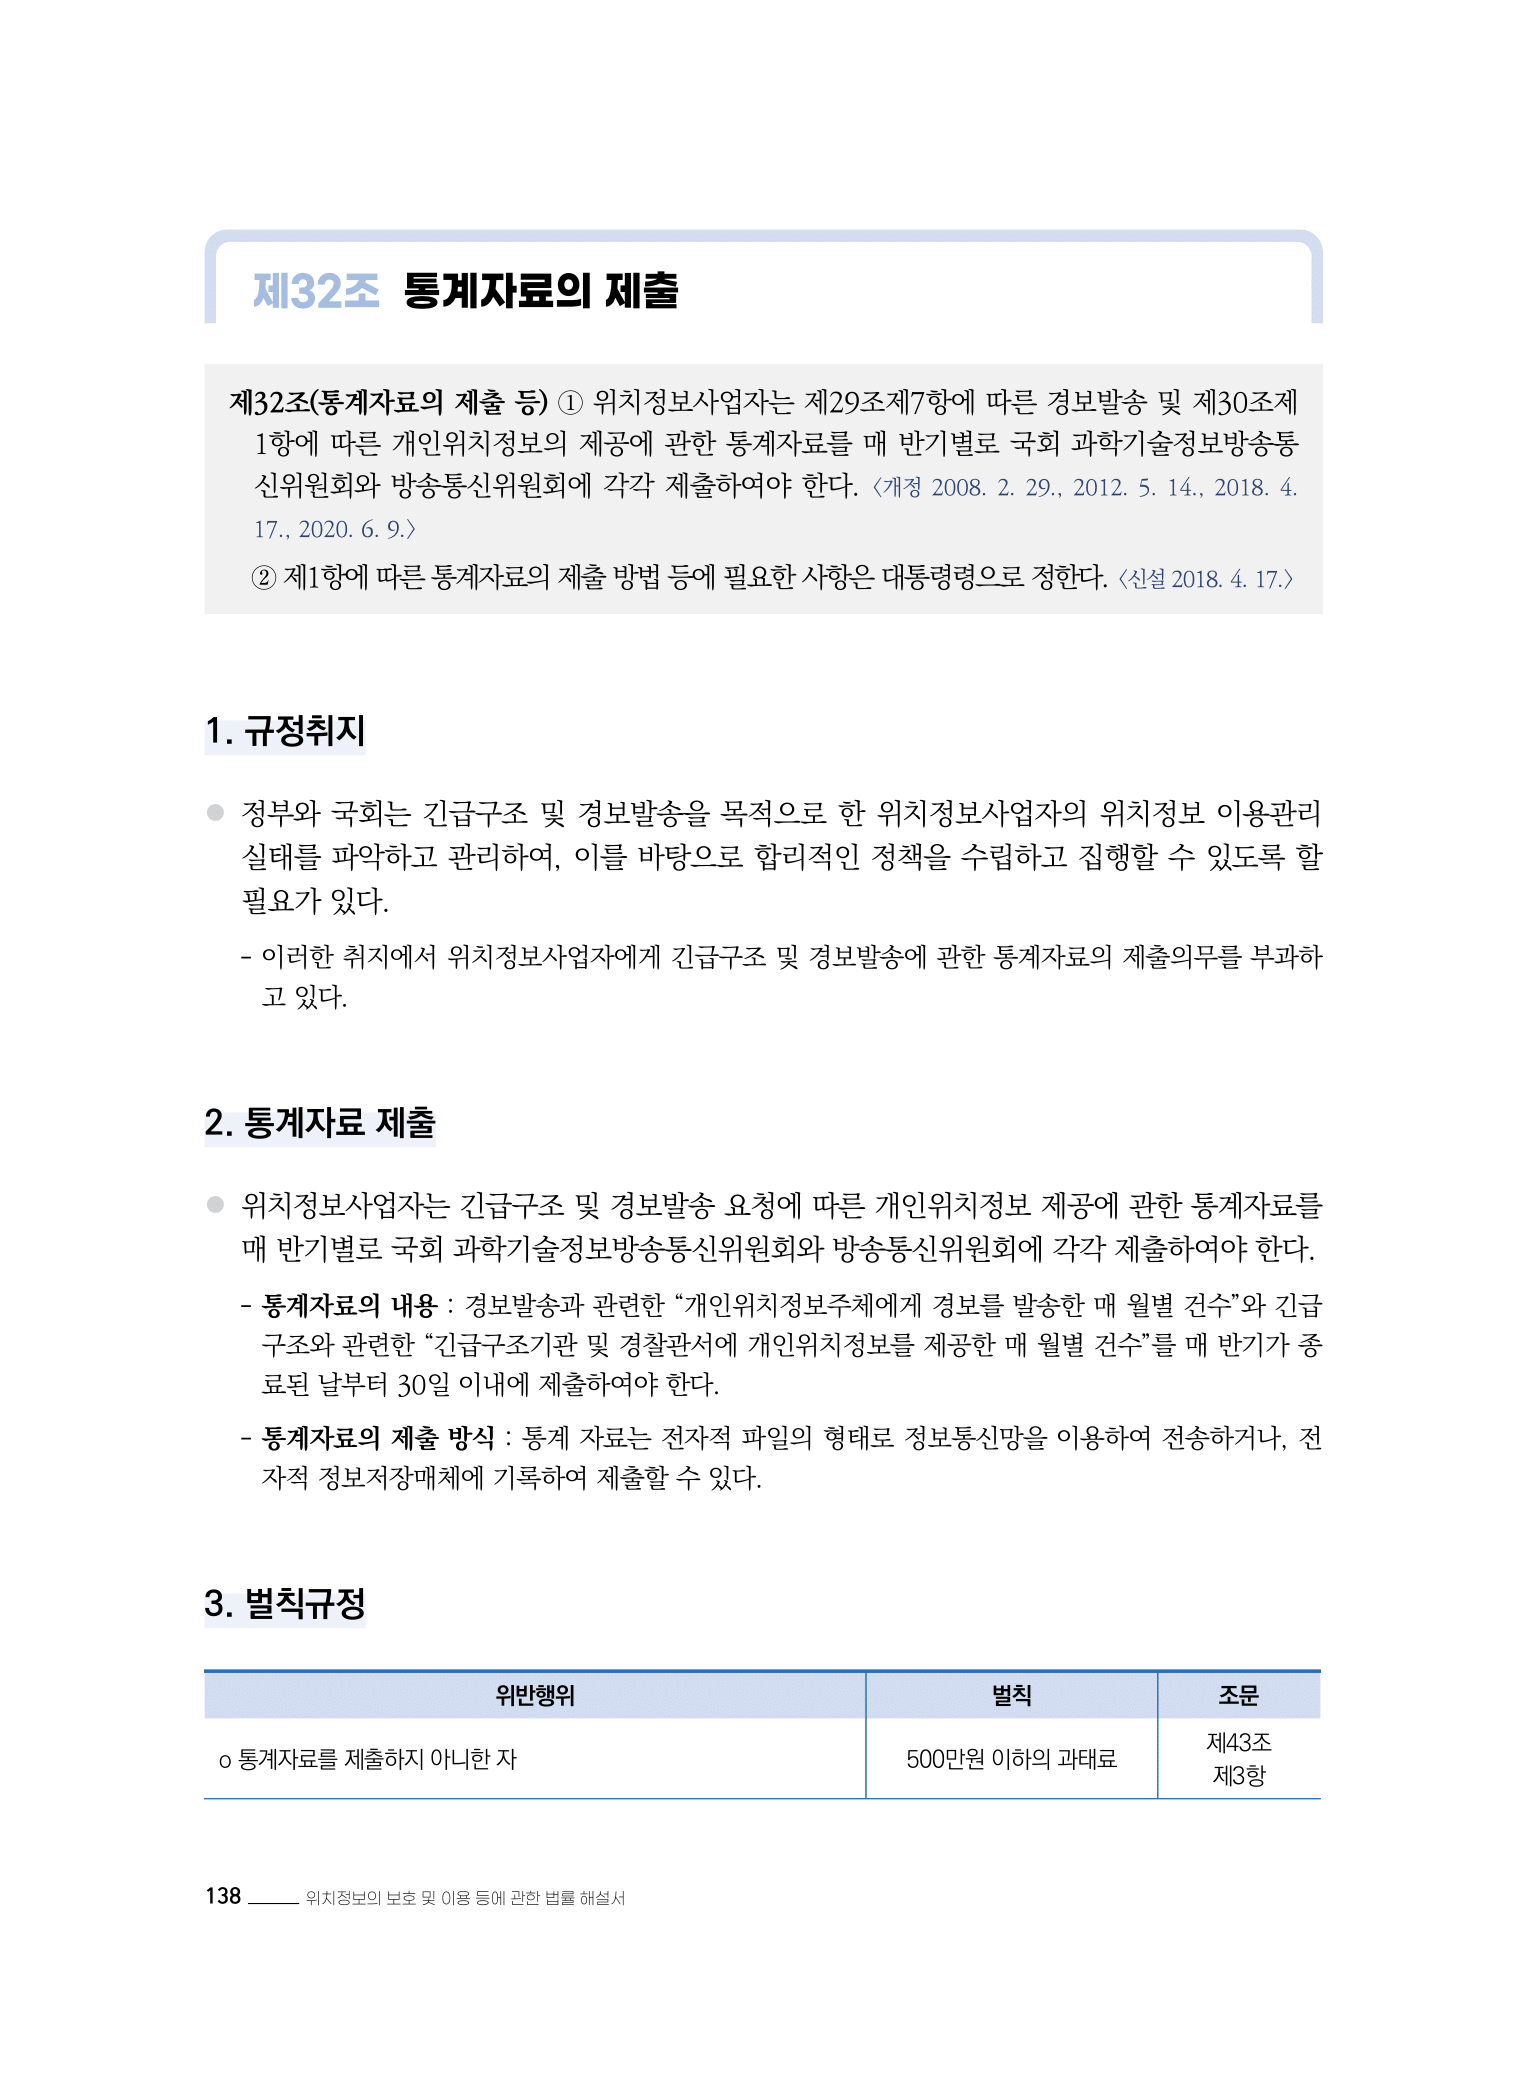 제32조 통계자료의 제출
제32조(통계자료의 제출 등) ① 위치정보사업자는 제29조제7항에 따른 경보발송 및 제30조제
1항에 따른 개인위치정보의 제공에 관한 통계자료를 매 반기별로 국회 과학기술정보방송통
신위원회와 방송통신위원회에 각각 제출하여야 한다. 〈개정 2008. 2. 29., 2012. 5. 14., 2018. 4.
17., 2020. 6. 9.〉
② 제1항에 따른 통계자료의 제출 방법 등에 필요한 사항은 대통령령으로 정한다. 〈신설 2018. 4. 17.〉
1. 규정취지
● 정부와 국회는 긴급구조 및 경보발송을 목적으로 한 위치정보사업자의 위치정보 이용관리
실태를 파악하고 관리하여, 이를 바탕으로 합리적인 정책을 수립하고 집행할 수 있도록 할
필요가 있다.
- 이러한 취지에서 위치정보사업자에게 긴급구조 및 경보발송에 관한 통계자료의 제출의무를 부과하
고 있다.
2. 통계자료 제출
● 위치정보사업자는 긴급구조 및 경보발송 요청에 따른 개인위치정보 제공에 관한 통계자료를
매 반기별로 국회 과학기술정보방송통신위원회와 방송통신위원회에 각각 제출하여야 한다.
- 통계자료의 내용 : 경보발송과 관련한 “개인위치정보주체에게 경보를 발송한 매 월별 건수”와 긴급
구조와 관련한 “긴급구조기관 및 경찰관서에 개인위치정보를 제공한 매 월별 건수”를 매 반기가 종
료된 날부터 30일 이내에 제출하여야 한다.
- 통계자료의 제출 방식 : 통계 자료는 전자적 파일의 형태로 정보통신망을 이용하여 전송하거나, 전
자적 정보저장매체에 기록하여 제출할 수 있다.
3. 벌칙규정
위반행위 벌칙 조문
o 통계자료를 제출하지 아니한 자 500만원 이하의 과태료 제43조
제3항
138 위치정보의 보호 및 이용 등에 관한 법률 해설서